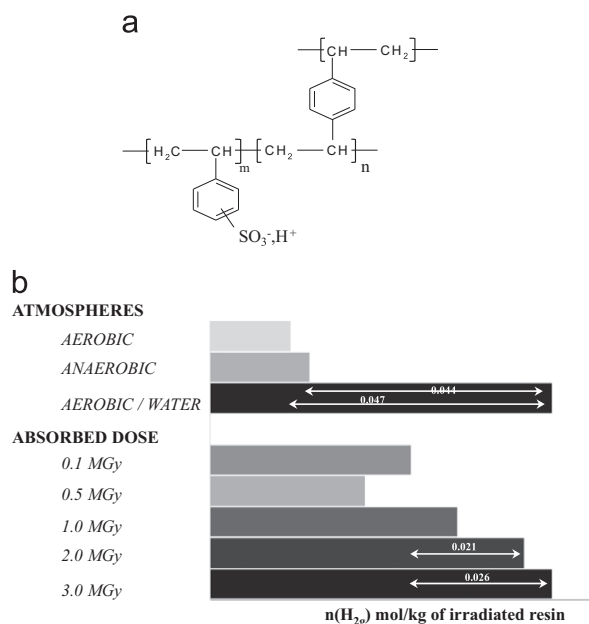 a
[CH — CH₂]
[H₂C — CH]m [CH₂ — CH]n
SO₃⁻,H⁺
b
ATMOSPHERES
AEROBIC
ANAEROBIC
0.044
AEROBIC / WATER
0.047
ABSORBED DOSE
0.1 MGy
0.5 MGy
1.0 MGy
2.0 MGy
0.021
3.0 MGy
0.026
n(H₂g) mol/kg of irradiated resin